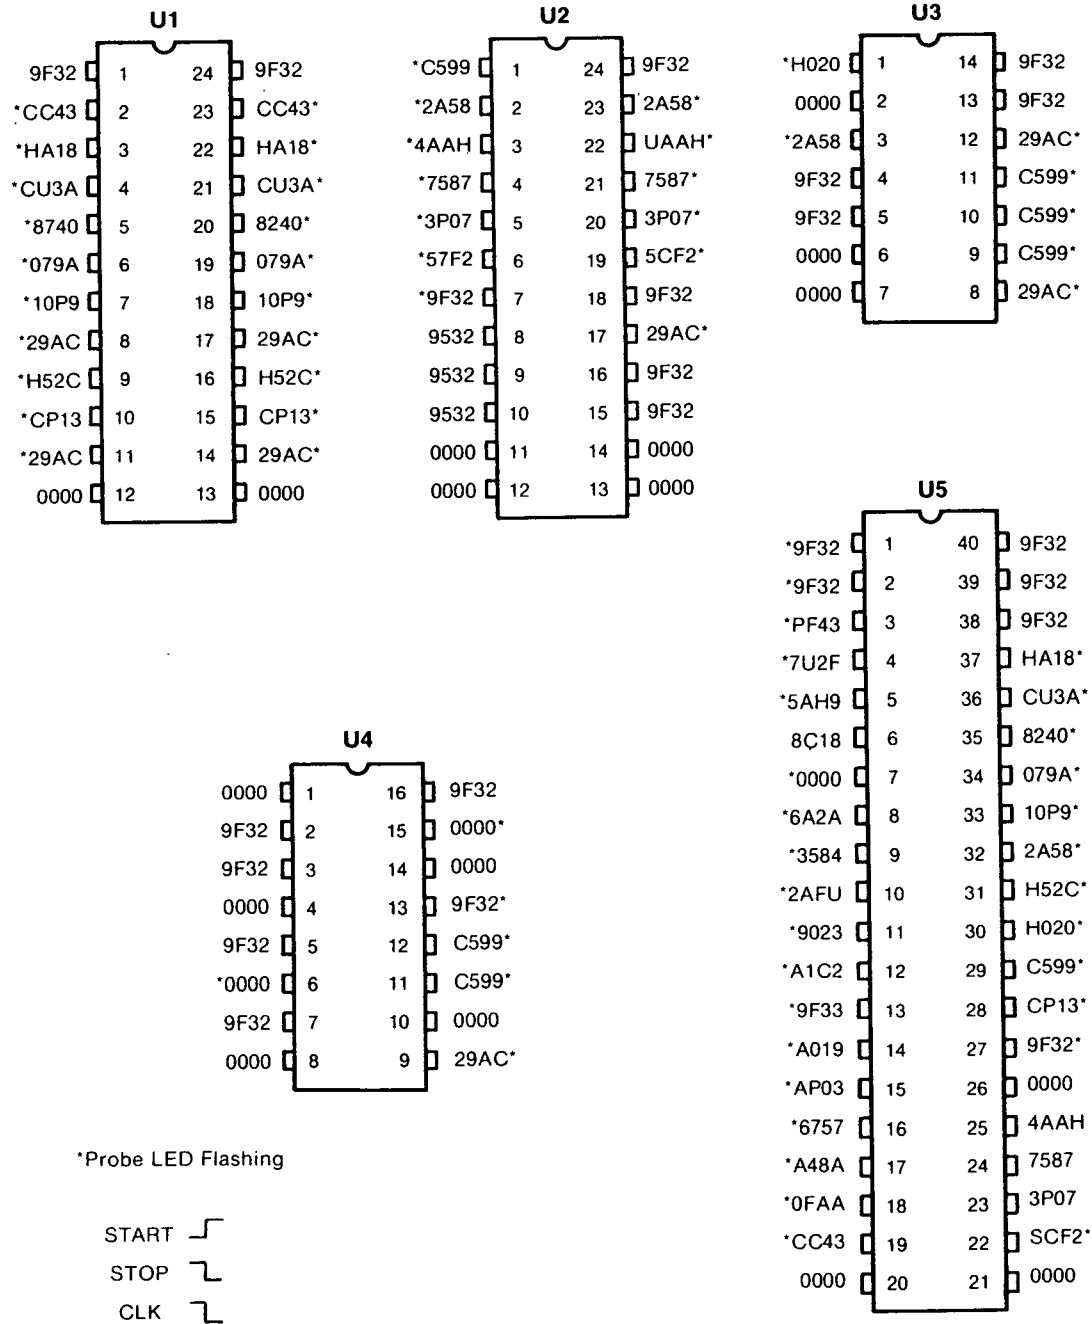 U1
9F32 1 24 9F32
*CC43 2 23 CC43*
*HA18 3 22 HA18*
*CU3A 4 21 CU3A*
*8740 5 20 8240*
*079A 6 19 079A*
*10P9 7 18 10P9*
*29AC 8 17 29AC*
*H52C 9 16 H52C*
*CP13 10 15 CP13*
*29AC 11 14 29AC*
0000 12 13 0000
U2
*C599 1 24 9F32
*2A58 2 23 2A58*
*4AAH 3 22 UAAH*
*7587 4 21 7587*
*3P07 5 20 3P07*
*57F2 6 19 5CF2*
*9F32 7 18 9F32
9532 8 17 29AC*
9532 9 16 9F32
9532 10 15 9F32
0000 11 14 0000
0000 12 13 0000
U3
*H020 1 14 9F32
0000 2 13 9F32
*2A58 3 12 29AC*
9F32 4 11 C599*
9F32 5 10 C599*
0000 6 9 C599*
0000 7 8 29AC*
U4
0000 1 16 9F32
9F32 2 15 0000*
9F32 3 14 0000
0000 4 13 9F32*
9F32 5 12 C599*
*0000 6 11 C599*
9F32 7 10 0000
0000 8 9 29AC*
U5
*9F32 1 40 9F32
*9F32 2 39 9F32
*PF43 3 38 9F32
*7U2F 4 37 HA18*
*5AH9 5 36 CU3A*
8C18 6 35 8240*
*0000 7 34 079A*
*6A2A 8 33 10P9*
*3584 9 32 2A58*
*2AFU 10 31 H52C*
*9023 11 30 H020*
*A1C2 12 29 C599*
*9F33 13 28 CP13*
*A019 14 27 9F32*
*AP03 15 26 0000
*6757 16 25 4AAH
*A48A 17 24 7587
*0FAA 18 23 3P07
*CC43 19 22 SCF2*
0000 20 21 0000
*Probe LED Flashing
START
STOP
CLK